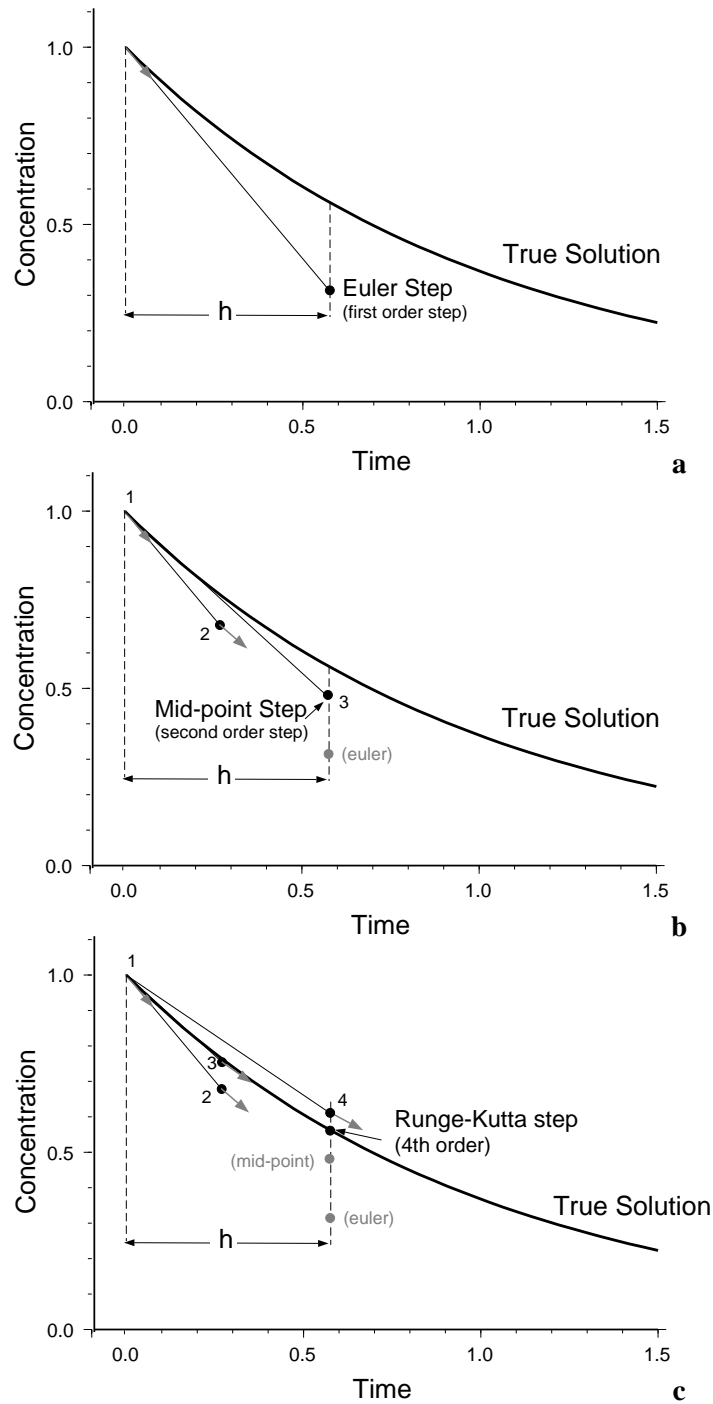 1.0
Concentration
0.5
True Solution
Euler Step
(first order step)
h
0.0
0.0 0.5 1.0 1.5
Time
a
1
1.0
Concentration
2
0.5
3
Mid-point Step
(second order step)
True Solution
(euler)
h
0.0
0.0 0.5 1.0 1.5
Time
b
1
1.0
Concentration
3
2
4
Runge-Kutta step
(4th order)
0.5
(mid-point)
True Solution
(euler)
h
0.0
0.0 0.5 1.0 1.5
Time
c